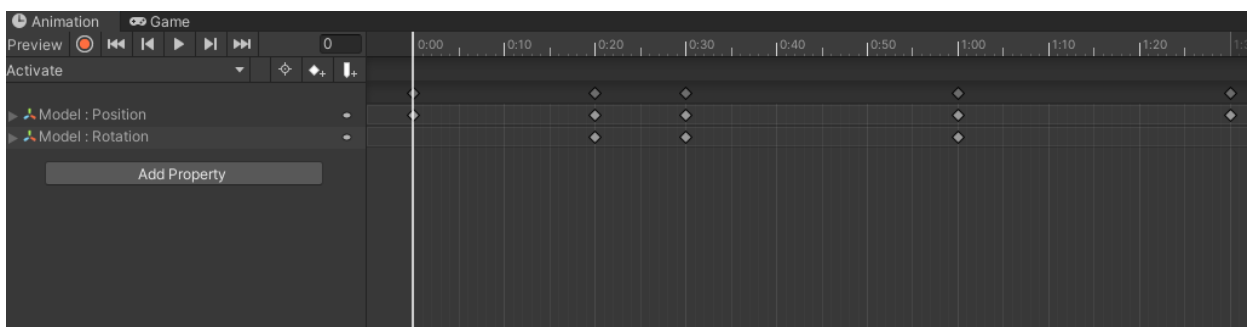 Animation Game
Preview 0 0:00 0:10 0:20 0:30 0:40 0:50 1:00 1:10 1:20
Activate
Model : Position
Model : Rotation
Add Property